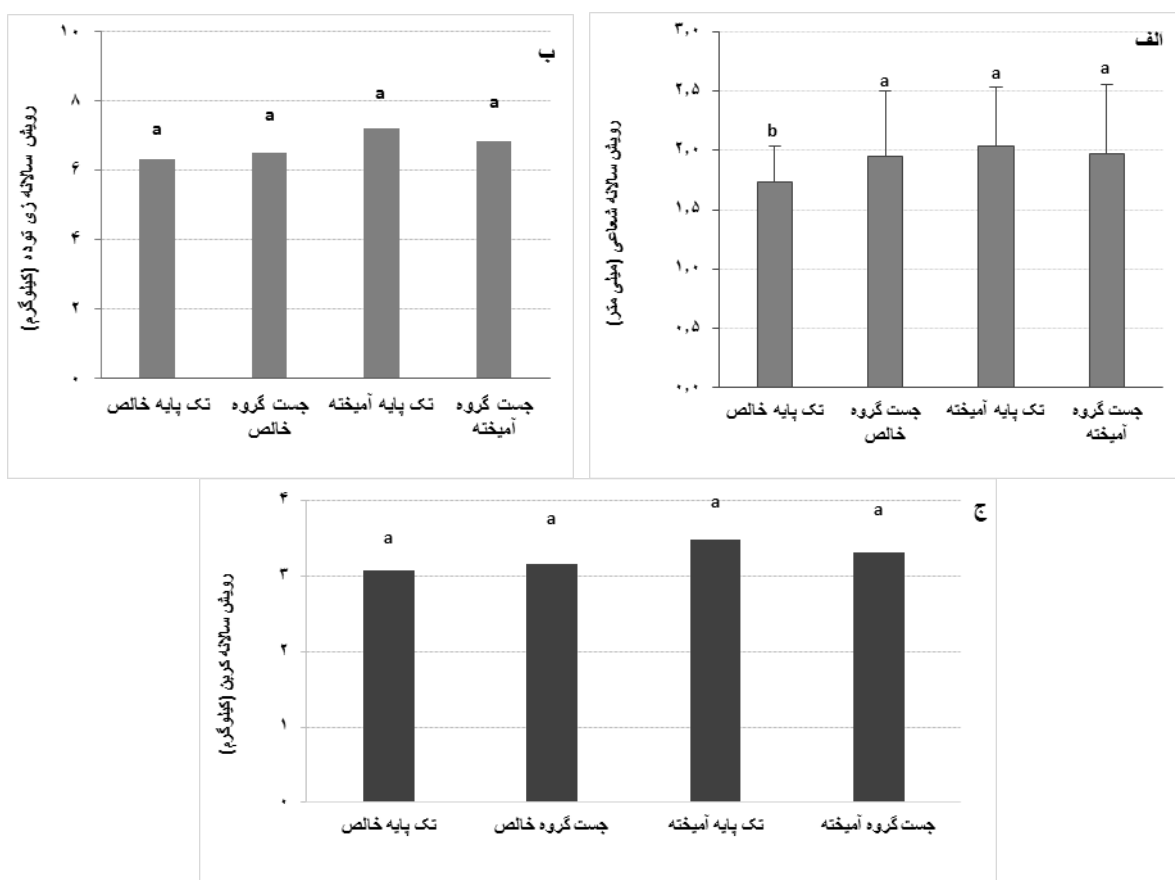 الف
رویش سالانه شعاعی (میلی متر)
۳,۰
۲,۵
۲,۰
۱,۵
۱,۰
۰,۵
۰,۰
b
a
a
a
تک پایه خالص
جست گروه
خالص
تک پایه آمیخته
جست گروه
آمیخته
ب
رویش سالانه زی توده (کیلوگرم)
۱۰
۸
۶
۴
۲
۰
a
a
a
a
تک پایه خالص
جست گروه
خالص
تک پایه آمیخته
جست گروه
آمیخته
ج
رویش سالانه کربن (کیلوگرم)
۴
۳
۲
۱
۰
a
a
a
a
تک پایه خالص
جست گروه خالص
تک پایه آمیخته
جست گروه آمیخته